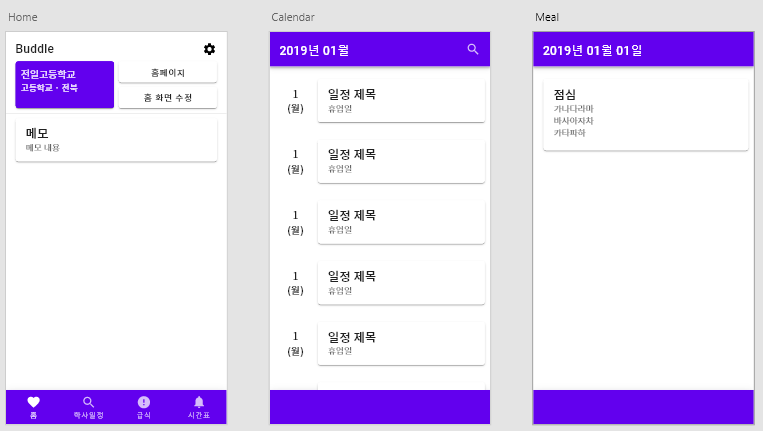 Home
Buddle
전일고등학교
고등학교 · 전북
홈페이지
홈 화면 수정
메모
메모 내용
홈
학사일정
급식
시간표
Calendar
2019년 01월
1
(월)
일정 제목
휴업일
1
(월)
일정 제목
휴업일
1
(월)
일정 제목
휴업일
1
(월)
일정 제목
휴업일
1
(월)
일정 제목
휴업일
Meal
2019년 01월 01일
점심
가나다라마
바사아자차
카타파하